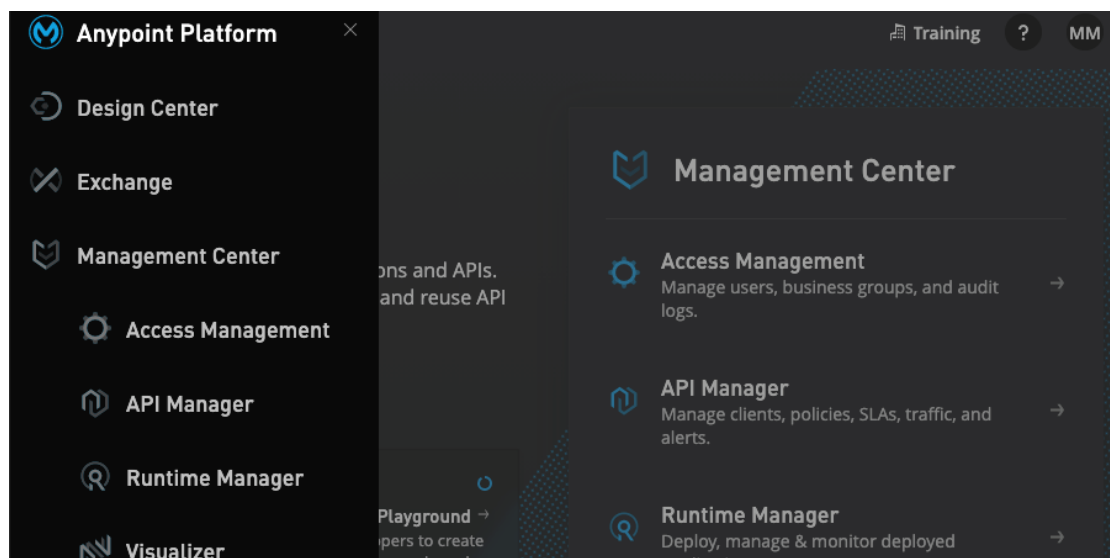 Anypoint Platform
×
Training
?
MM
Design Center
Exchange
Management Center
Access Management
API Manager
Runtime Manager
Visualizer
ons and APIs.
and reuse API
Playground →
pers to create
Management Center
Access Management
Manage users, business groups, and audit
logs.
→
API Manager
Manage clients, policies, SLAs, traffic, and
alerts.
→
Runtime Manager
Deploy, manage & monitor deployed
→